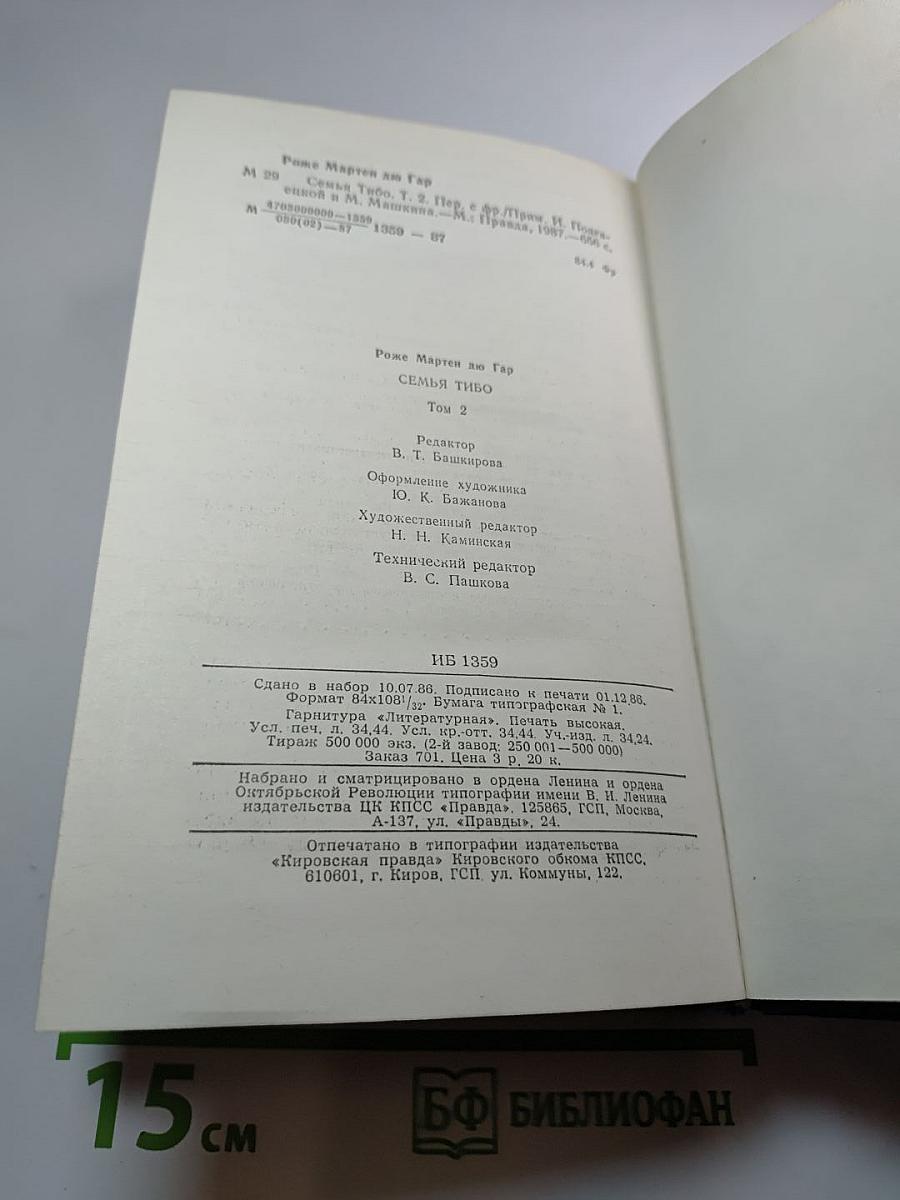 Роже Мартен дю Гар
М 29 Семья Тибо. Т. 2. Пер. с фр./Прим. И. Подга-
ецкой и М. Машкина.—М.: Правда, 1987.—656 с.
М 4703000000—1359
080(02)—87 1359 — 87
84.4 Фр
Роже Мартен дю Гар
СЕМЬЯ ТИБО
Том 2
Редактор
В. Т. Башкирова
Оформление художника
Ю. К. Бажанова
Художественный редактор
Н. Н. Каминская
Технический редактор
В. С. Пашкова
ИБ 1359
Сдано в набор 10.07.86. Подписано к печати 01.12.86.
Формат 84х108¹/₃₂. Бумага типографская № 1.
Гарнитура «Литературная». Печать высокая.
Усл. печ. л. 34,44. Усл. кр.-отт. 34,44. Уч.-изд. л. 34,24.
Тираж 500 000 экз. (2-й завод: 250 001—500 000)
Заказ 701. Цена 3 р. 20 к.
Набрано и сматрицировано в ордена Ленина и ордена
Октябрьской Революции типографии имени В. И. Ленина
издательства ЦК КПСС «Правда». 125865, ГСП, Москва,
А-137, ул. «Правды», 24.
Отпечатано в типографии издательства
«Кировская правда» Кировского обкома КПСС.
610601, г. Киров, ГСП, ул. Коммуны, 122.
15 см
БФ БИБЛИОФАН